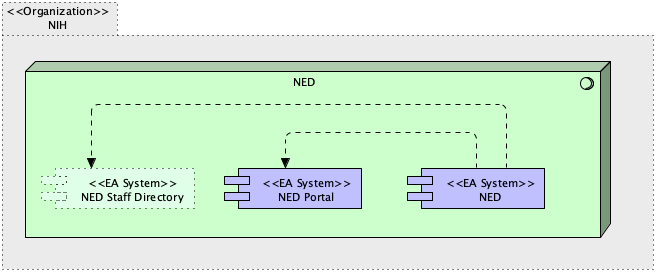 <<Organization>>
NIH
NED
<<EA System>>
NED Staff Directory
<<EA System>>
NED Portal
<<EA System>>
NED